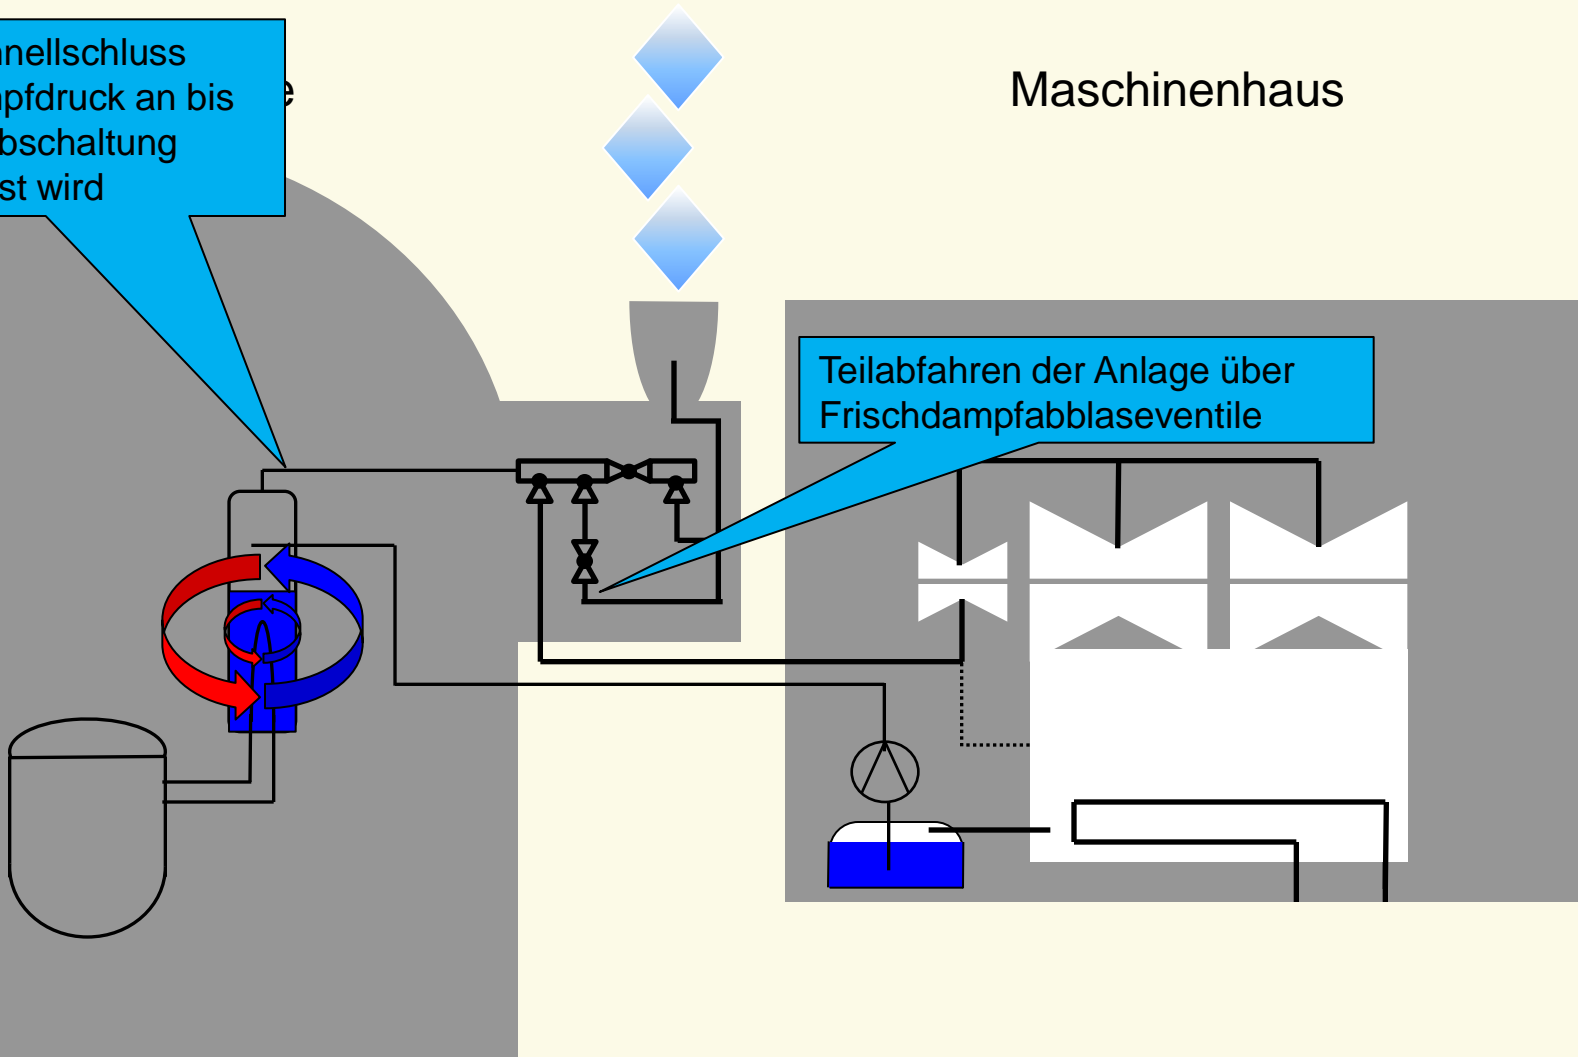 nellschluss
pfdruck an bis
bschaltung
st wird
e
Maschinenhaus
Teilabfahren der Anlage über
Frischdampfabblaseventile